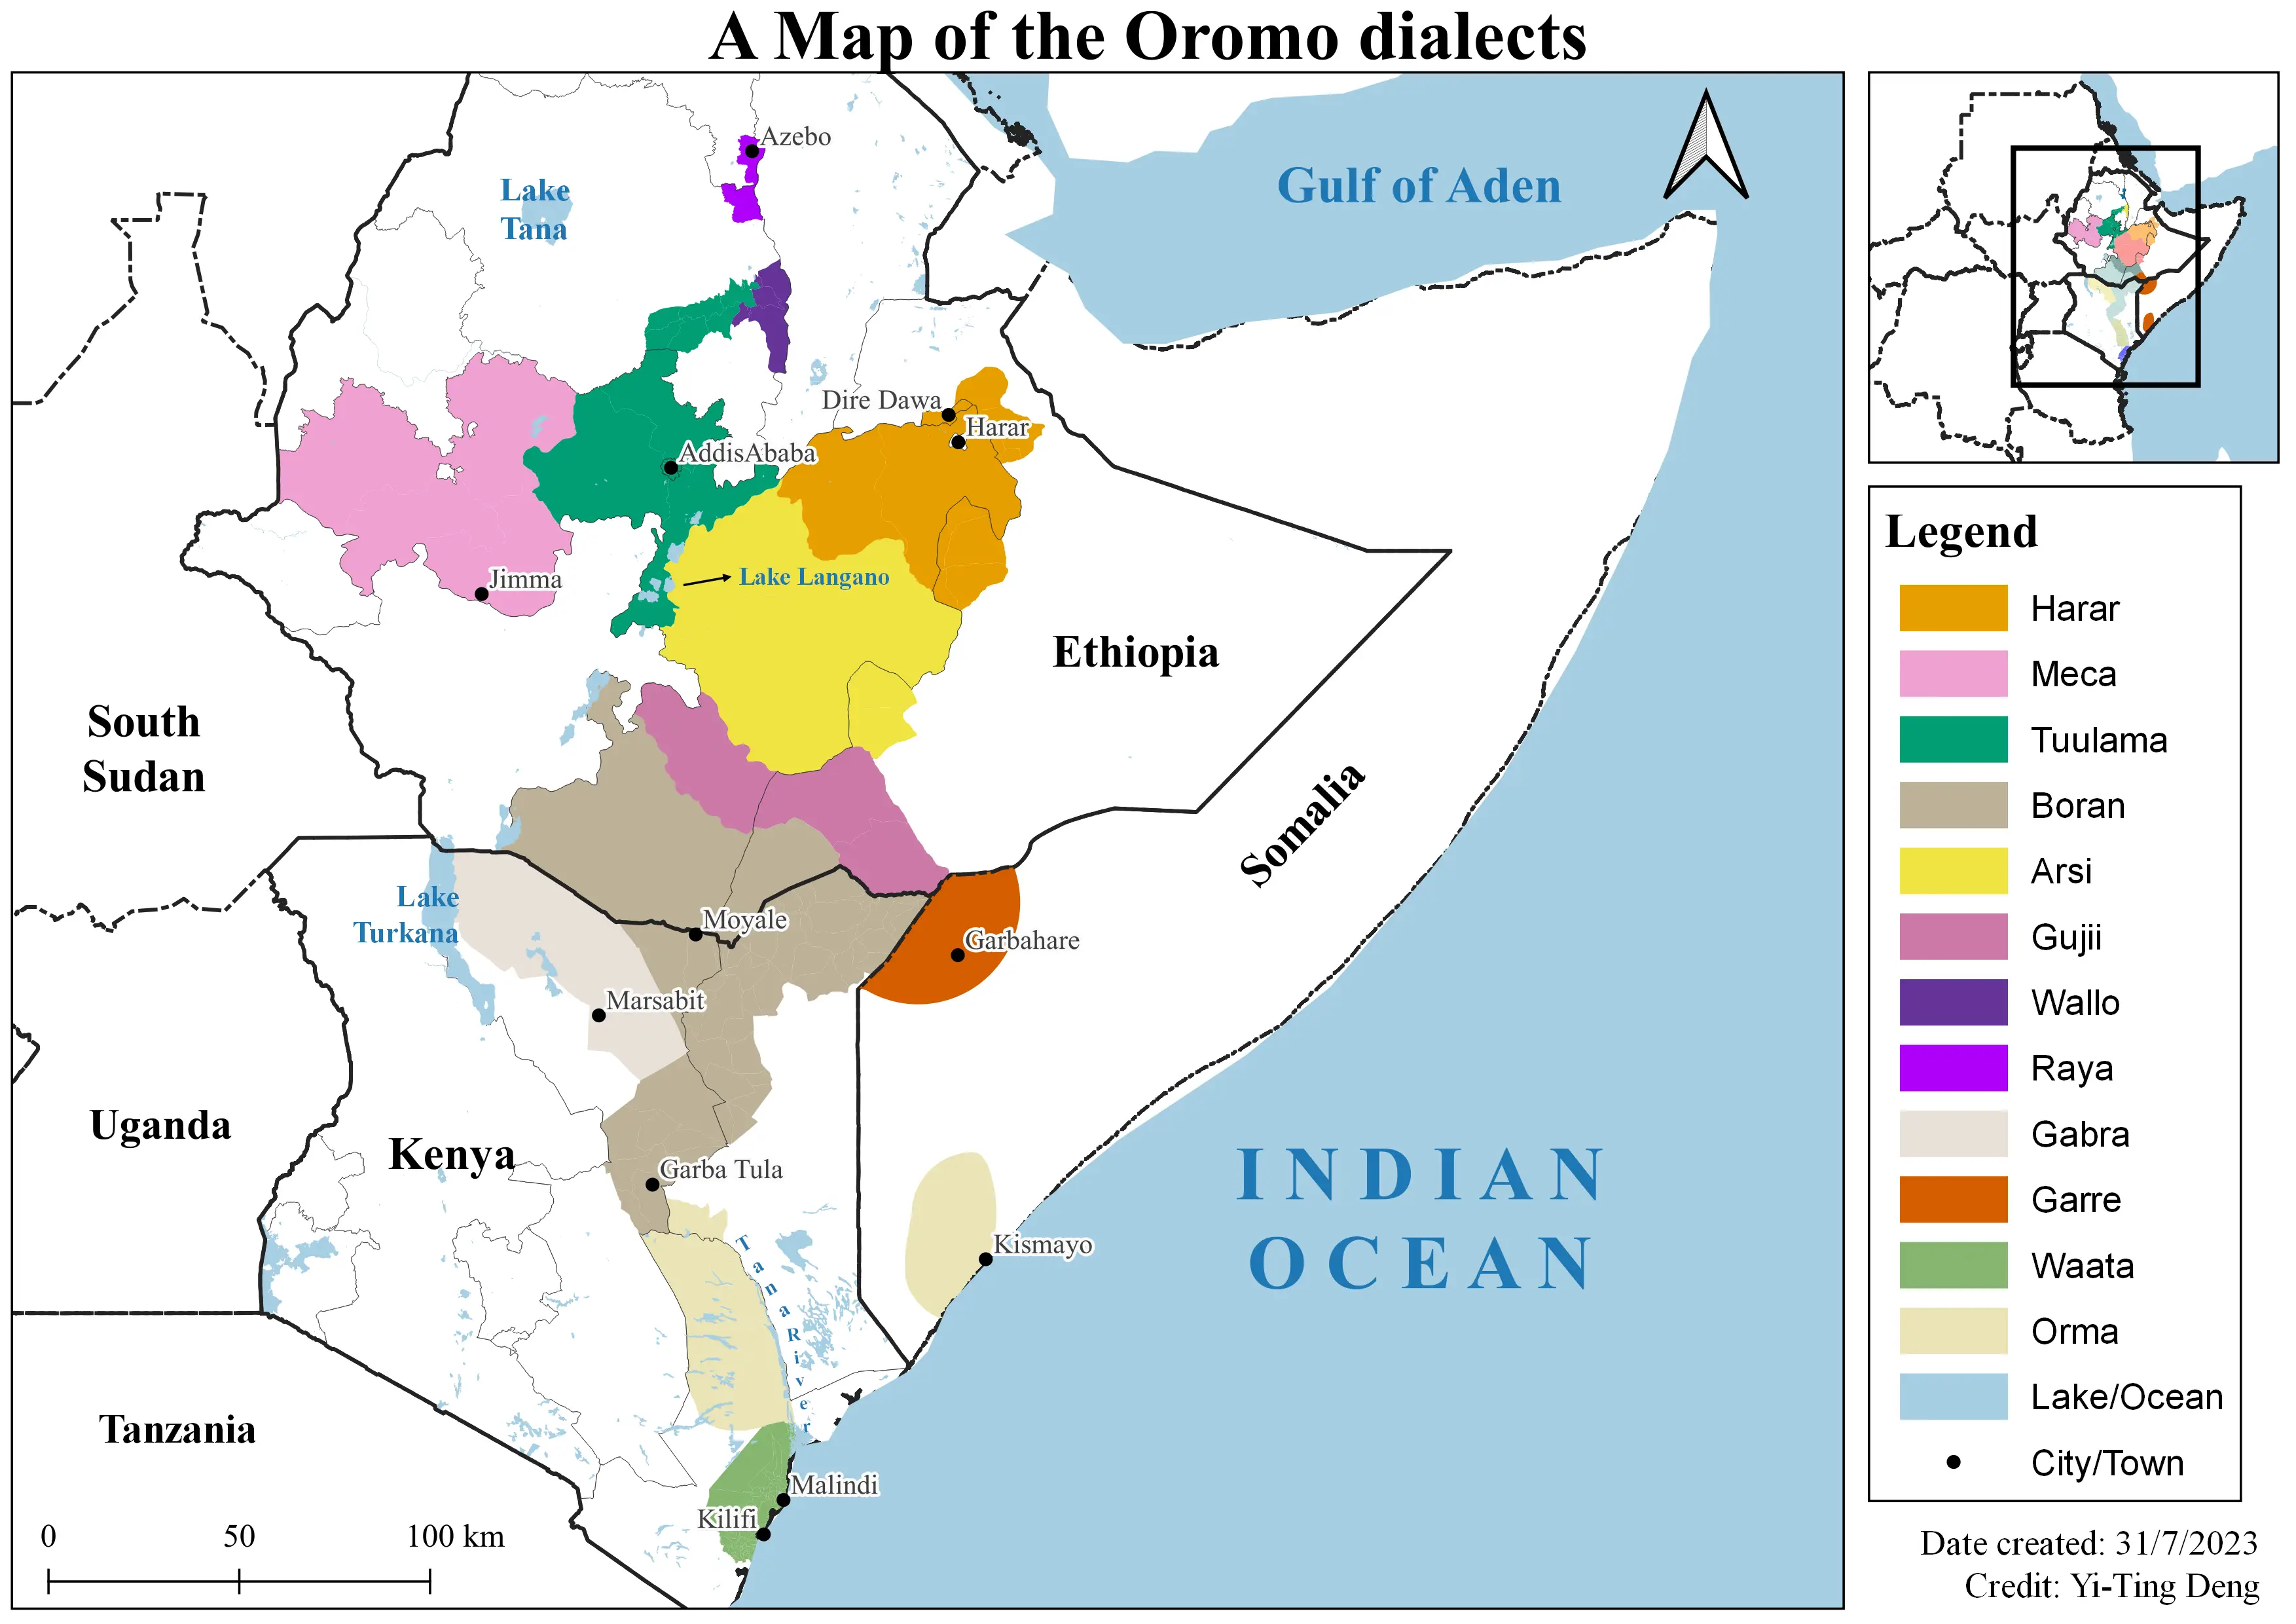 A Map of the Oromo dialects
Azebo
Lake
Tana
Gulf of Aden
Dire Dawa
Harar
AddisAbaba
Jimma
Lake Langano
Ethiopia
South
Sudan
Somalia
Lake
Turkana
Moyale
Garbahare
Marsabit
Uganda
Kenya
Garba Tula
INDIAN
OCEAN
Tana River
Kismayo
Tanzania
Malindi
Kilifi
0 50 100 km
Legend
Harar
Meca
Tuulama
Boran
Arsi
Gujii
Wallo
Raya
Gabra
Garre
Waata
Orma
Lake/Ocean
City/Town
Date created: 31/7/2023
Credit: Yi-Ting Deng